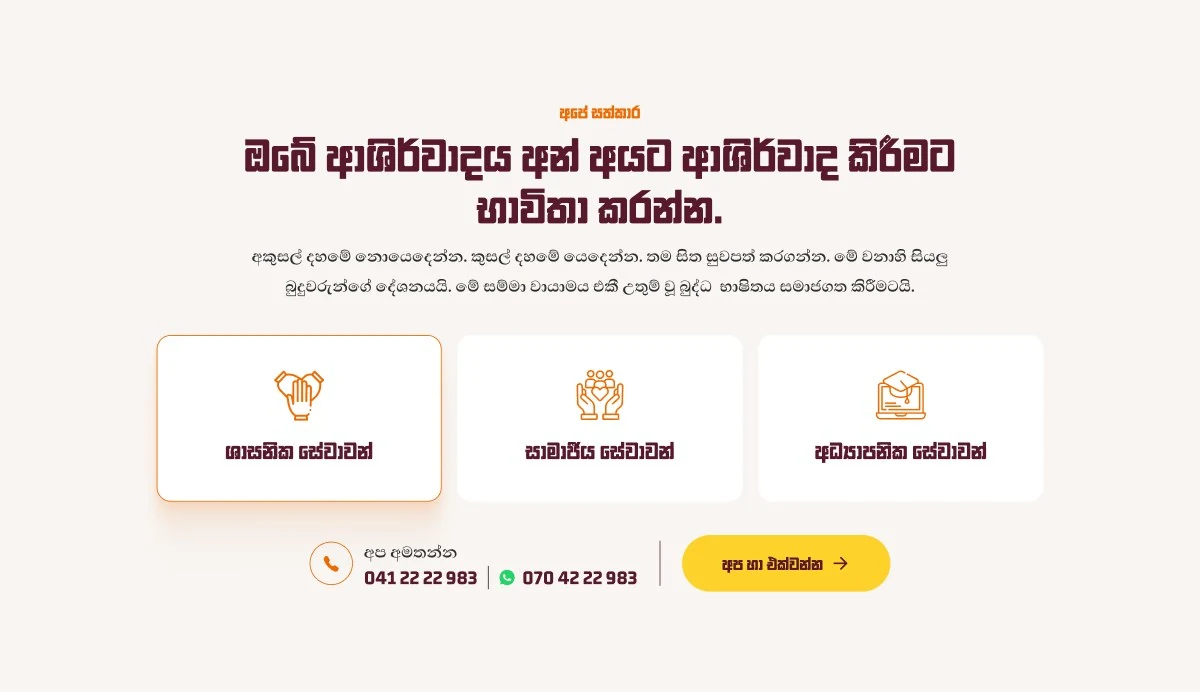 අපේ සත්කාර
ඔබේ ආශිර්වාදය අන් අයට ආශිර්වාද කිරීමට
භාවිතා කරන්න.
අකුසල් දහමේ නොයෙදෙන්න. කුසල් දහමේ යෙදෙන්න. තම සිත සුවපත් කරගන්න. මේ වනාහි සියලු
බුදුවරුන්ගේ දේශනයයි. මේ සම්මා වායාමය එකී උතුම් වූ බුද්ධ භාෂිතය සමාජගත කිරීමටයි.
ශාසනික සේවාවන්
සාමාජීය සේවාවන්
අධ්‍යාපනික සේවාවන්
අප අමතන්න
041 22 22 983
070 42 22 983
අප හා එක්වන්න